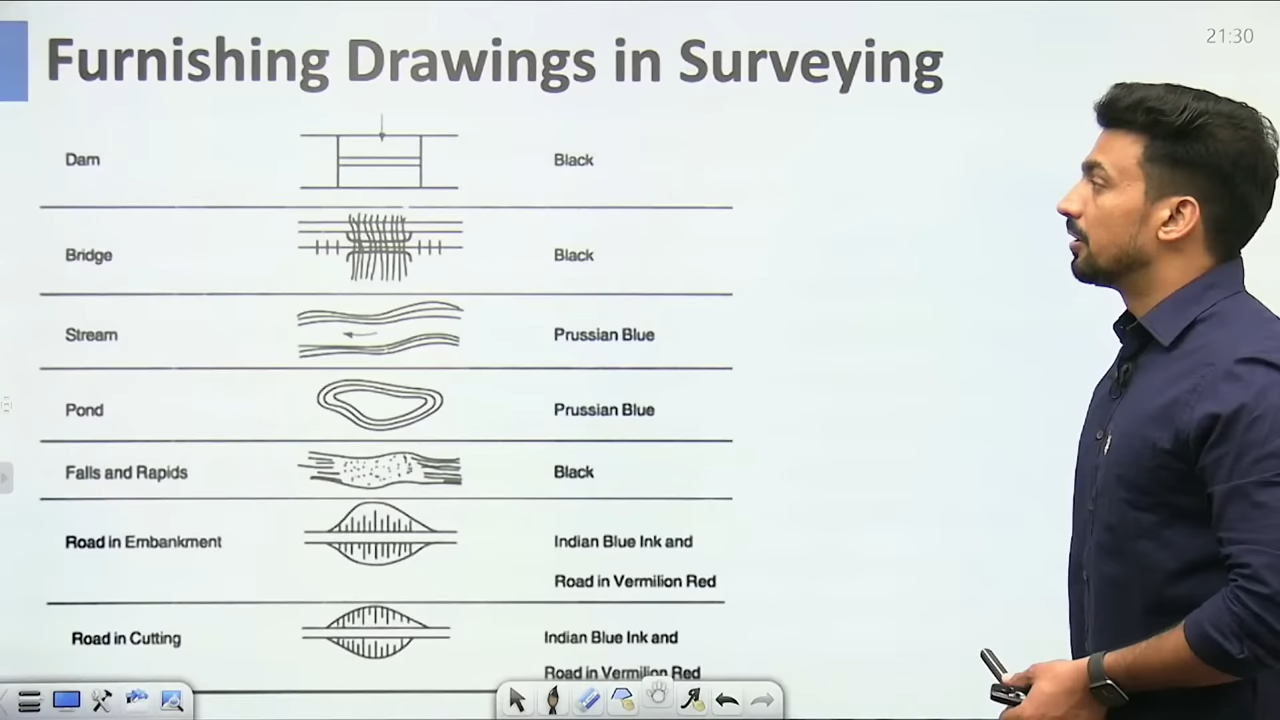 Furnishing Drawings in Surveying
21:30
Dam Black
Bridge Black
Stream Prussian Blue
Pond Prussian Blue
Falls and Rapids Black
Road in Embankment Indian Blue Ink and
Road in Vermilion Red
Road in Cutting Indian Blue Ink and
Road in Vermilion Red